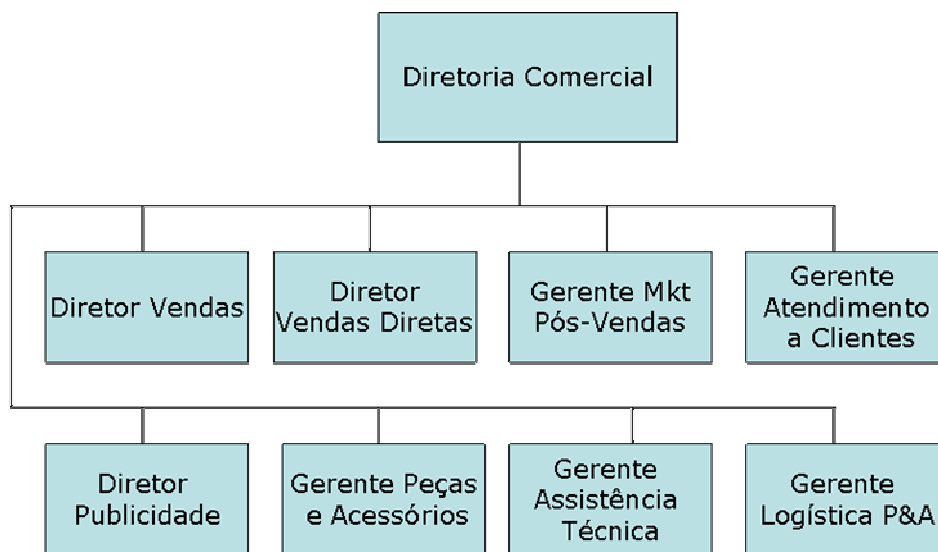 Diretoria Comercial
Diretor Vendas
Diretor
Vendas Diretas
Gerente Mkt
Pós-Vendas
Gerente
Atendimento
a Clientes
Diretor
Publicidade
Gerente Peças
e Acessórios
Gerente
Assistência
Técnica
Gerente
Logística P&A